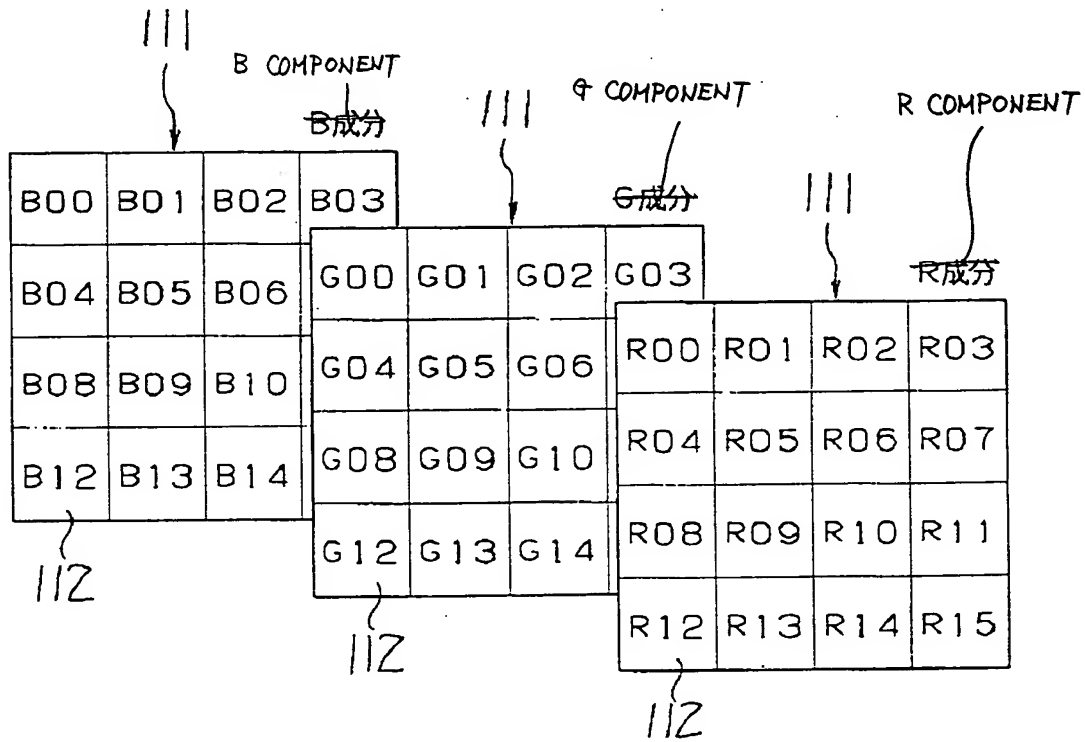 111
B COMPONENT
B成分
111
G COMPONENT
G成分
111
R COMPONENT
R成分
B00 B01 B02 B03
B04 B05 B06
B08 B09 B10
B12 B13 B14
112
G00 G01 G02 G03
G04 G05 G06
G08 G09 G10
G12 G13 G14
112
R00 R01 R02 R03
R04 R05 R06 R07
R08 R09 R10 R11
R12 R13 R14 R15
112